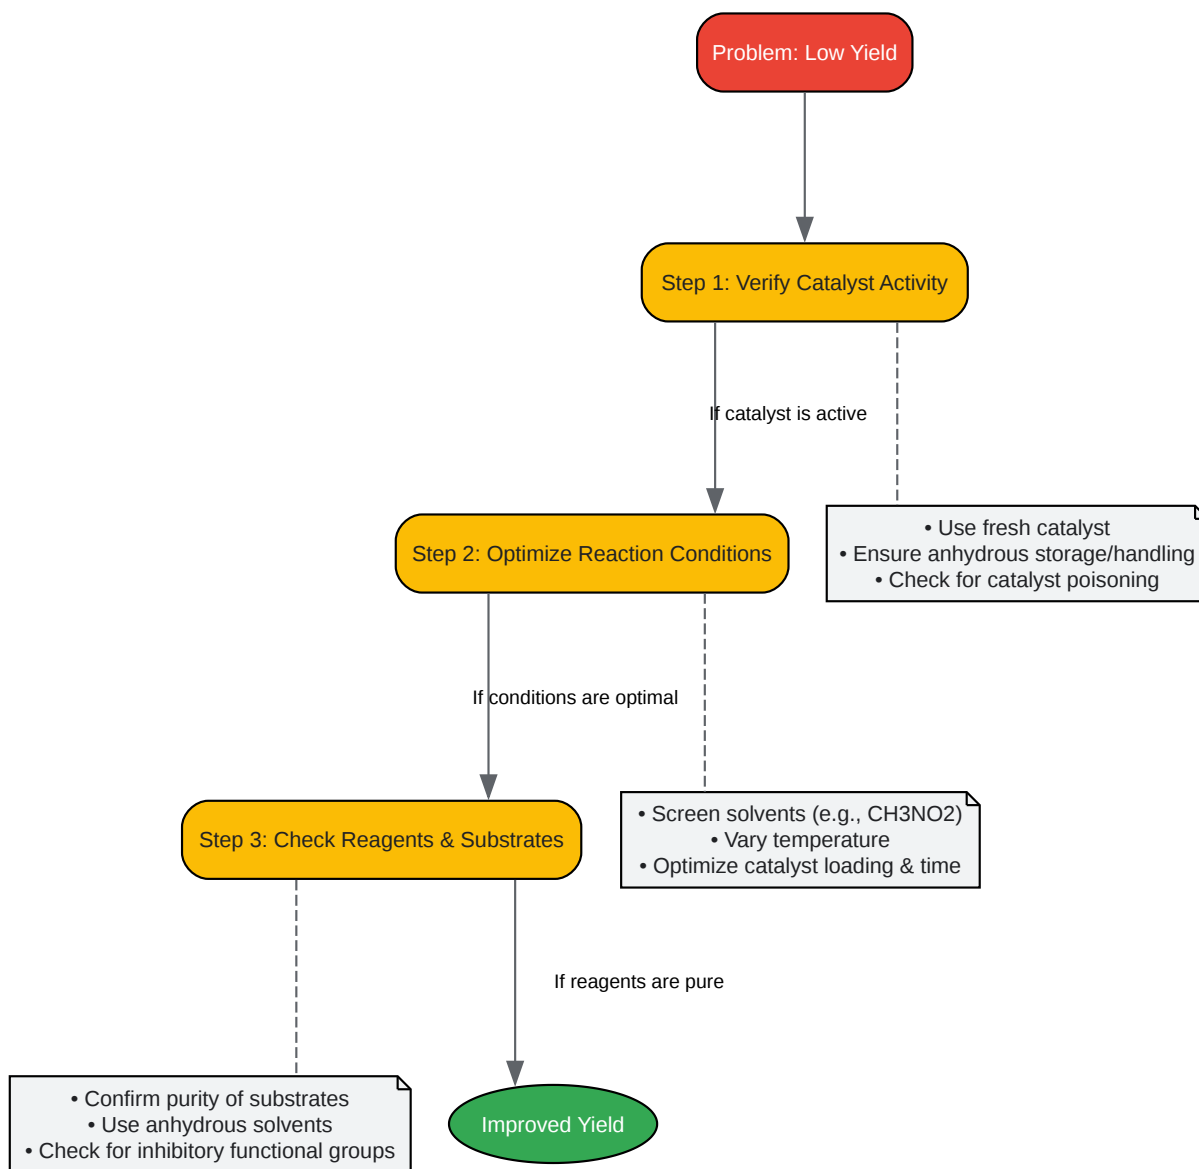 Problem: Low Yield
Step 1: Verify Catalyst Activity
If catalyst is active
• Use fresh catalyst
• Ensure anhydrous storage/handling
• Check for catalyst poisoning
Step 2: Optimize Reaction Conditions
If conditions are optimal
• Screen solvents (e.g., CH3NO2)
• Vary temperature
• Optimize catalyst loading & time
Step 3: Check Reagents & Substrates
If reagents are pure
• Confirm purity of substrates
• Use anhydrous solvents
• Check for inhibitory functional groups
Improved Yield